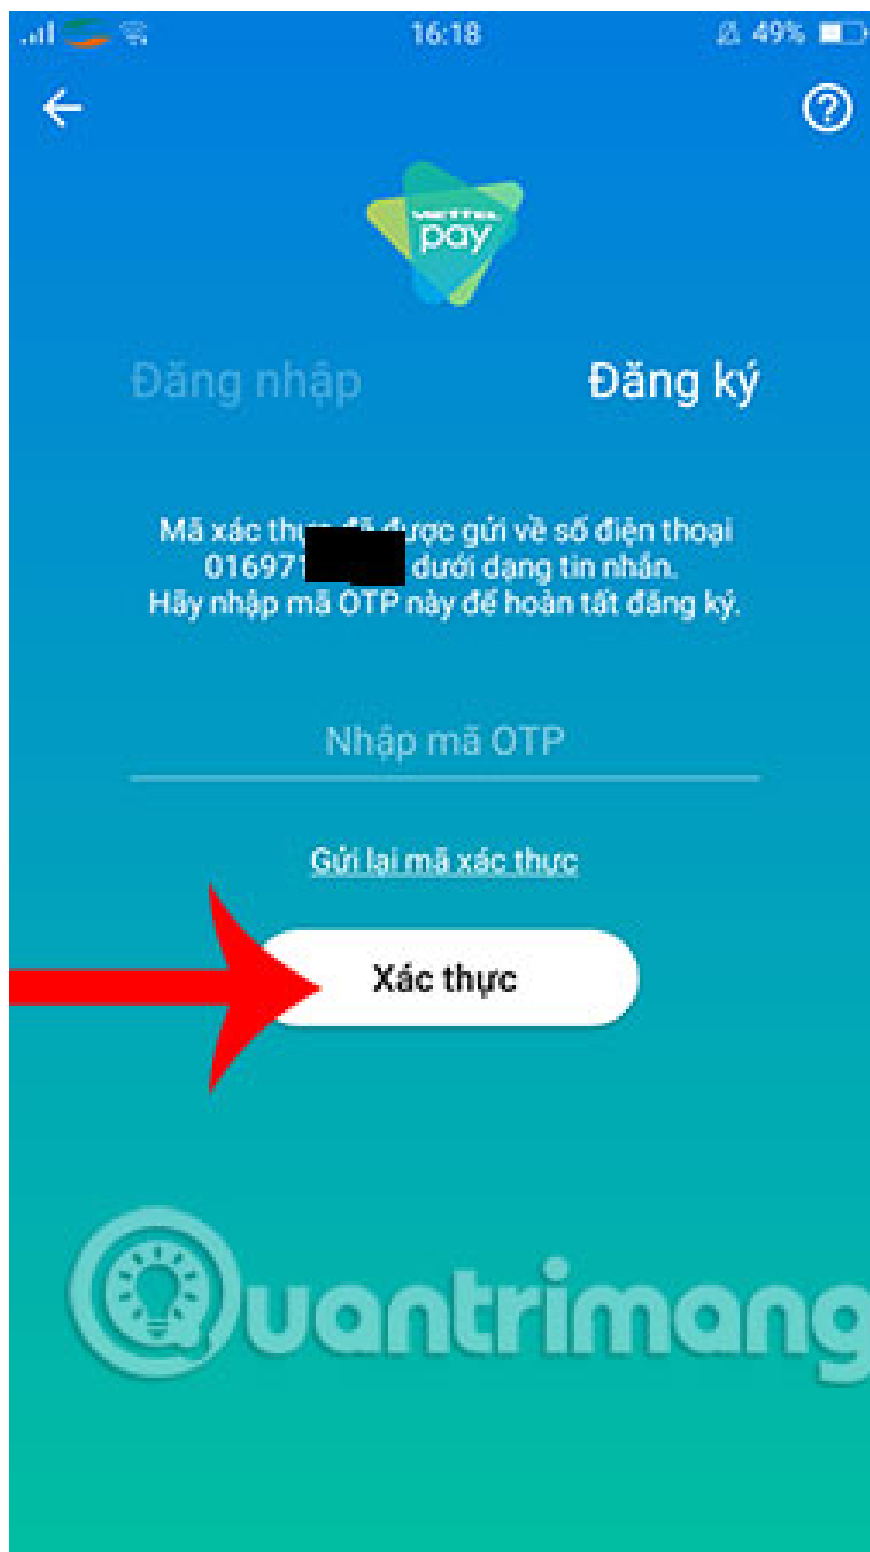 16:18
49%
VIETTEL
pay
Đăng nhập
Đăng ký
Mã xác thực đã được gửi về số điện thoại
01697 dưới dạng tin nhắn.
Hãy nhập mã OTP này để hoàn tất đăng ký.
Nhập mã OTP
Gửi lại mã xác thực
Xác thực
Quantrimang